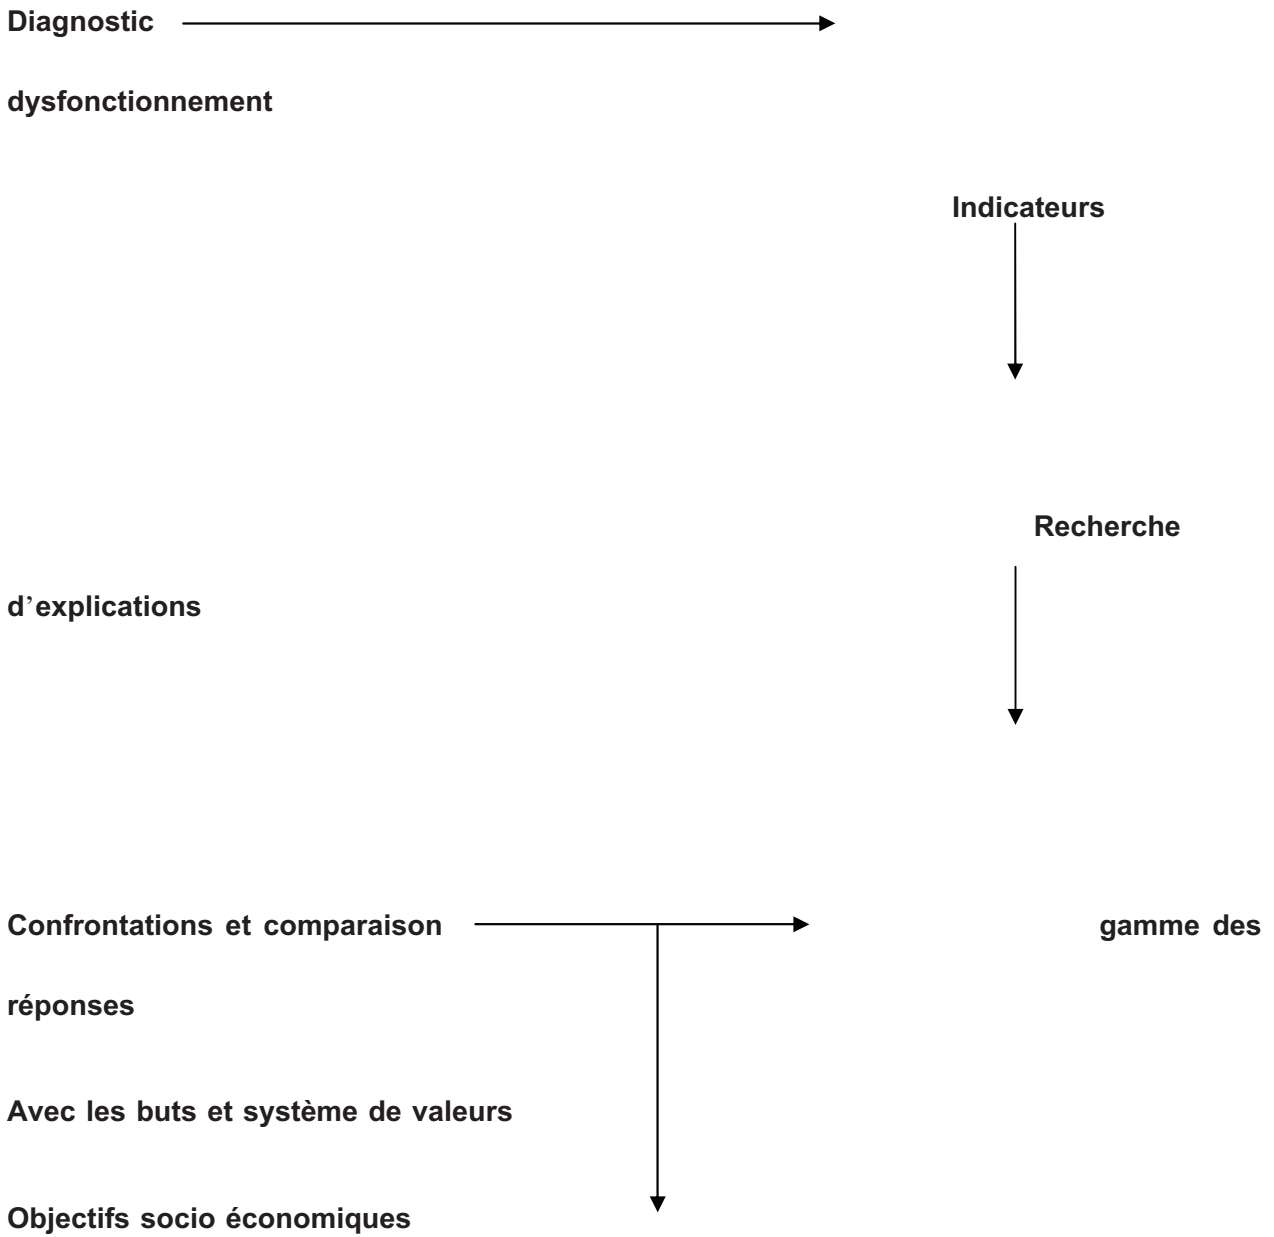 Diagnostic
dysfonctionnement
Indicateurs
Recherche
d’explications
Confrontations et comparaison gamme des
réponses
Avec les buts et système de valeurs
Objectifs socio économiques